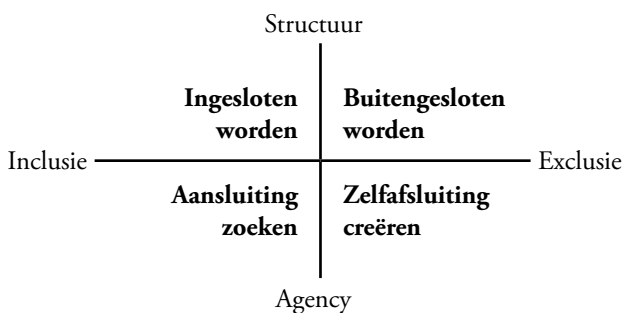 Structuur
Ingesloten
worden
Buitengesloten
worden
Inclusie
Exclusie
Aansluiting
zoeken
Zelfafsluiting
creëren
Agency